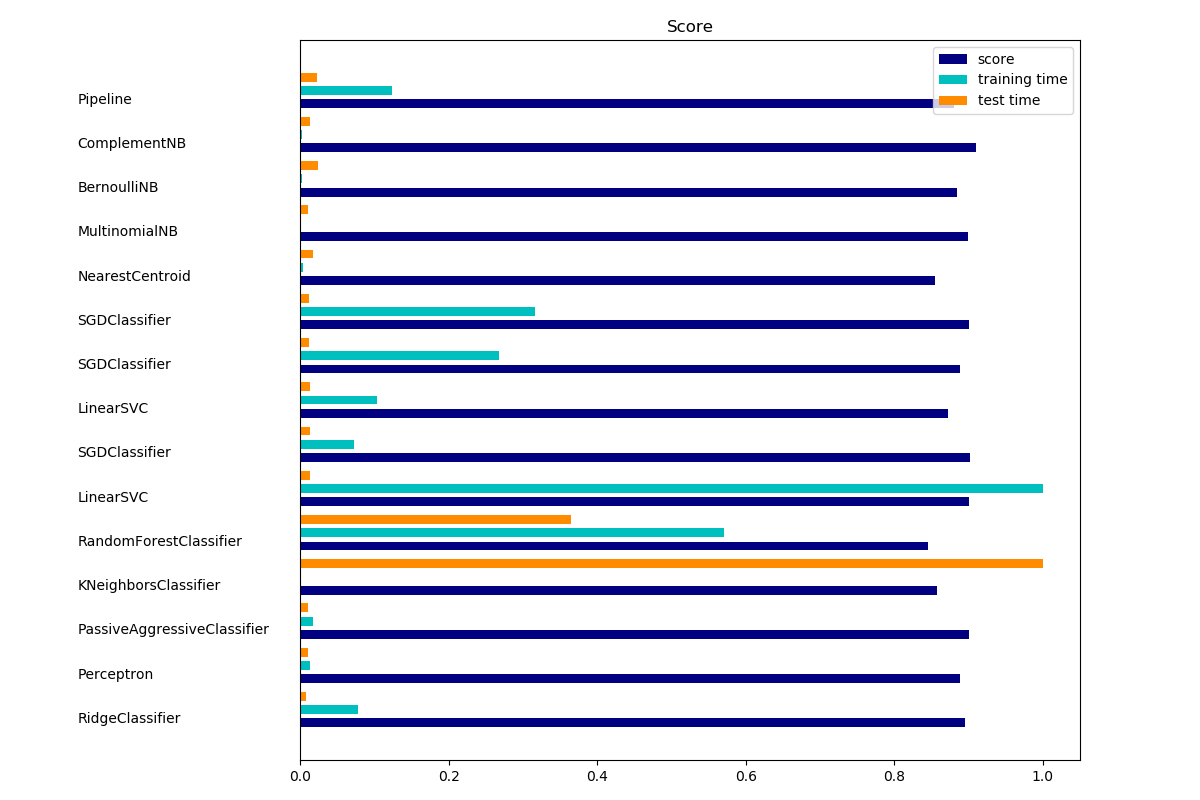 Score
score
training time
test time
Pipeline
ComplementNB
BernoulliNB
MultinomialNB
NearestCentroid
SGDClassifier
SGDClassifier
LinearSVC
SGDClassifier
LinearSVC
RandomForestClassifier
KNeighborsClassifier
PassiveAggressiveClassifier
Perceptron
RidgeClassifier
0.0 0.2 0.4 0.6 0.8 1.0